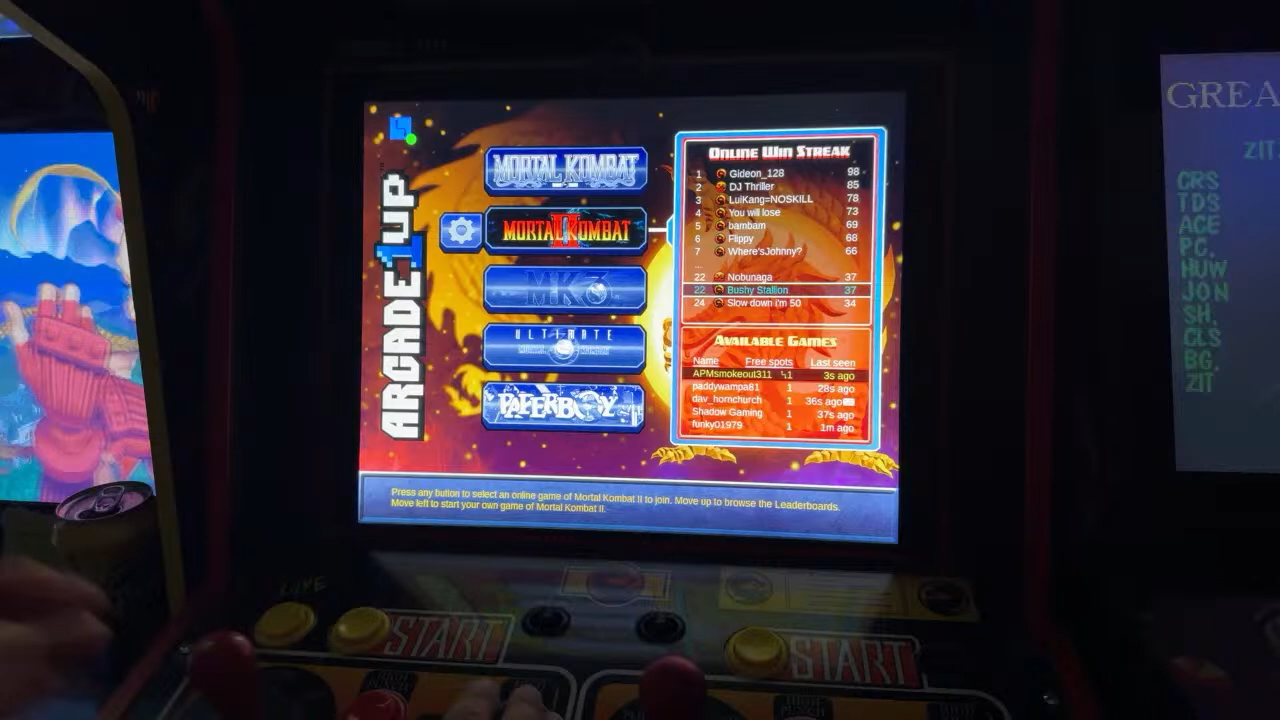 ARCADE1UP
MORTAL KOMBAT
MORTAL KOMBAT II
MK3
ULTIMATE
PAPERBOY
ONLINE WIN STREAK
1 Gideon_128 98
2 DJ Thriller 85
3 LuiKang=NOSKILL 78
4 You will lose 73
5 bambam 69
6 Flippy 68
7 Where'sJohnny? 66
...
22 Nobunaga 37
22 Bushy Stallion 37
24 Slow down i'm 50 34
AVAILABLE GAMES
Name Free spots Last seen
APMsmokeout311 1 3s ago
paddywampa81 1 28s ago
dav_hornchurch 1 36s ago
Shadow Gaming 1 37s ago
funky01979 1 1m ago
Press any button to select an online game of Mortal Kombat II to join. Move up to browse the Leaderboards.
Move left to start your own game of Mortal Kombat II.
LIVE
START
START
GREA
ZIT
CRS
TDS
ACE
PC.
NUW
ZON
SH.
CLS
BG.
ZIT